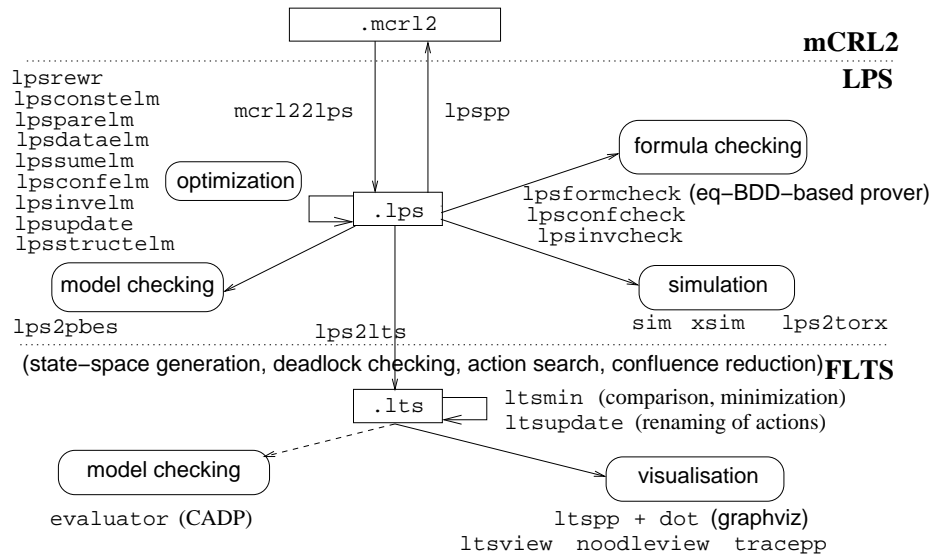 .mcrl2
mCRL2
LPS
lpsrewr
lpsconstelm
lpsparelm
lpsdataelm
lpssumelm
lpsconfelm
lpsinvelm
lpsupdate
lpsstructelm
mcrl22lps
lpspp
formula checking
optimization
.lps
lpsformcheck (eq−BDD−based prover)
lpsconfcheck
lpsinvcheck
model checking
simulation
lps2pbes
lps2lts
sim xsim lps2torx
(state−space generation, deadlock checking, action search, confluence reduction)
FLTS
.lts
ltsmin (comparison, minimization)
ltsupdate (renaming of actions)
model checking
visualisation
evaluator (CADP)
ltspp + dot (graphviz)
ltsview noodleview tracepp